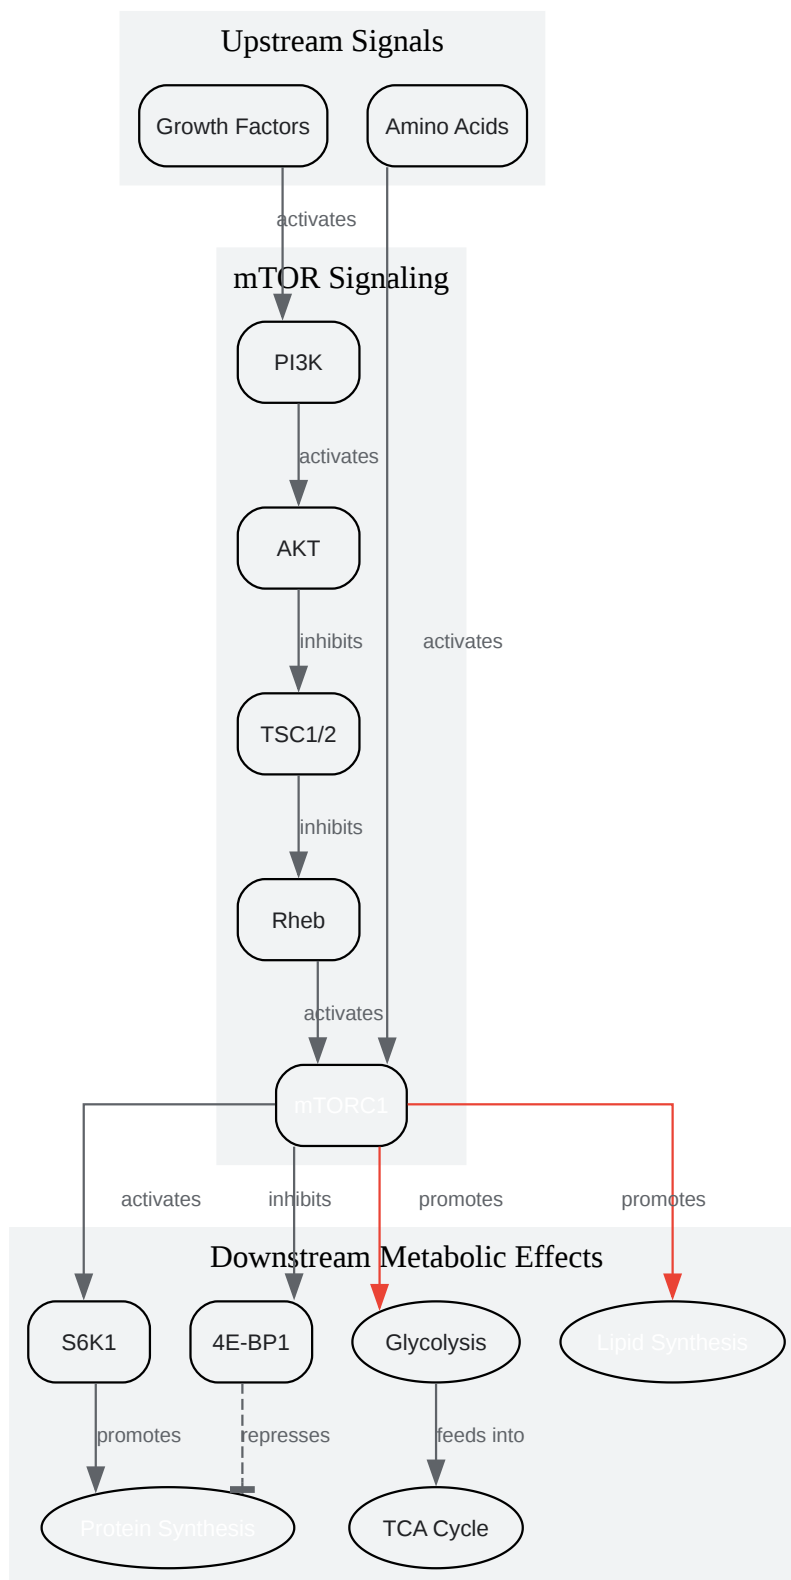 Upstream Signals
Growth Factors
Amino Acids
activates
mTOR Signaling
PI3K
activates
AKT
inhibits
activates
TSC1/2
inhibits
Rheb
activates
mTORC1
activates
inhibits
promotes
promotes
Downstream Metabolic Effects
S6K1
4E-BP1
Glycolysis
Lipid Synthesis
promotes
represses
feeds into
Protein Synthesis
TCA Cycle